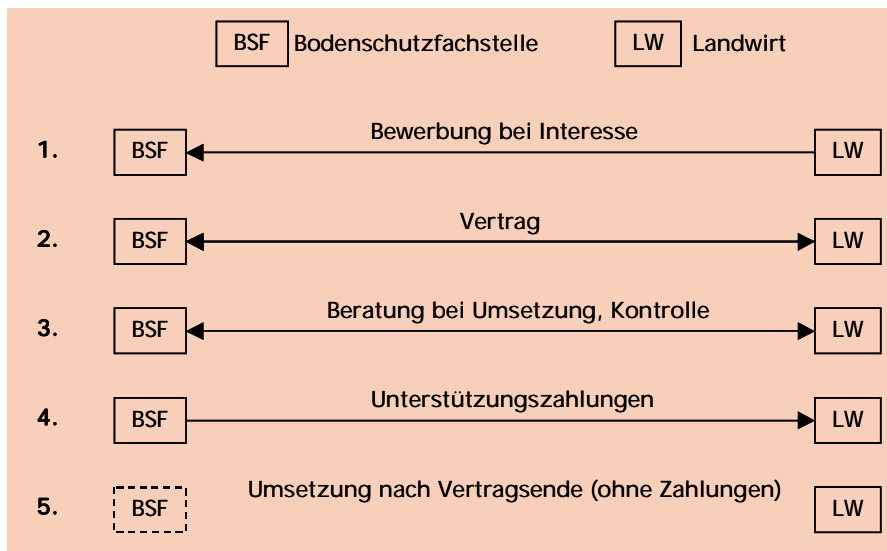 BSF Bodenschutzfachstelle LW Landwirt
Bewerbung bei Interesse
1. BSF LW
Vertrag
2. BSF LW
Beratung bei Umsetzung, Kontrolle
3. BSF LW
Unterstützungszahlungen
4. BSF LW
Umsetzung nach Vertragsende (ohne Zahlungen)
5. BSF LW